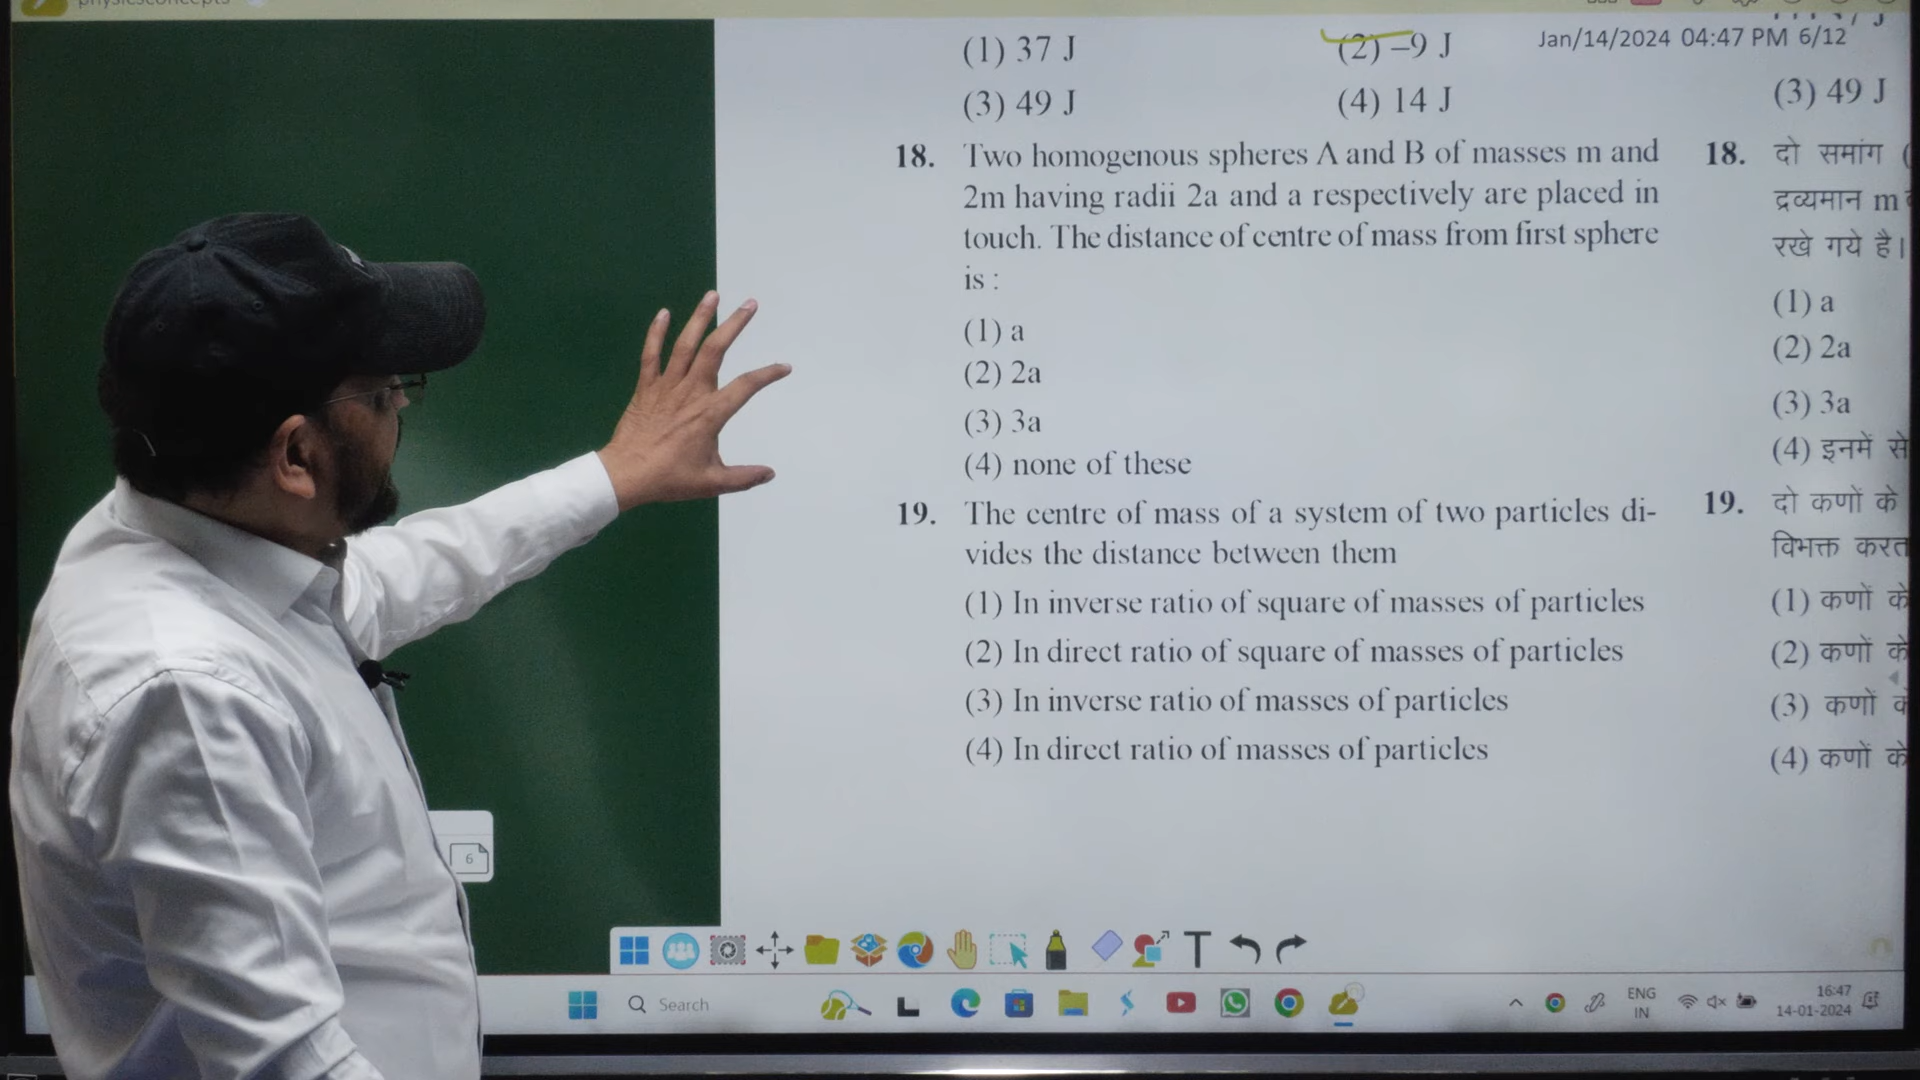 physicsconcepts
(1) 37 J
(2) –9 J
Jan/14/2024 04:47 PM 6/12
(3) 49 J
(4) 14 J
(3) 49 J
18. Two homogenous spheres A and B of masses m and
2m having radii 2a and a respectively are placed in
touch. The distance of centre of mass from first sphere
is :
(1) a
(2) 2a
(3) 3a
(4) none of these
19. The centre of mass of a system of two particles di-
vides the distance between them
(1) In inverse ratio of square of masses of particles
(2) In direct ratio of square of masses of particles
(3) In inverse ratio of masses of particles
(4) In direct ratio of masses of particles
18. दो समांग (
द्रव्यमान m
रखे गये है।
(1) a
(2) 2a
(3) 3a
(4) इनमें से
19. दो कणों के
विभक्त करत
(1) कणों के
(2) कणों के
(3) कणों
(4) कणों के
6
T
Search
ENG
IN
16:47
14-01-2024